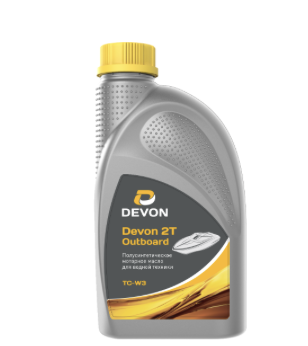 DEVON
Devon 2T
Outboard
Полусинтетическое
моторное масло
для водной техники
TC-W3